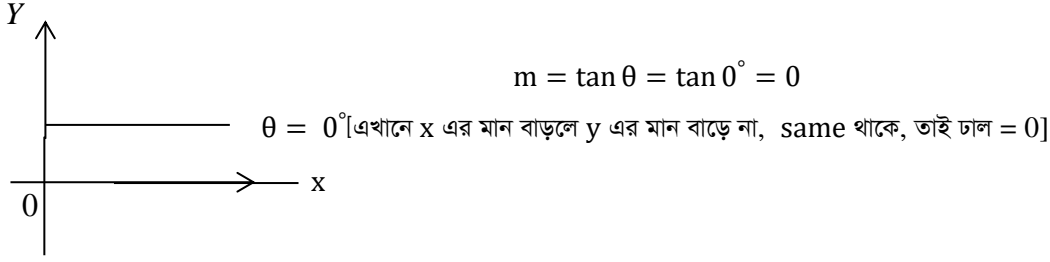 Y
m = tan θ = tan 0° = 0
θ = 0°[এখানে x এর মান বাড়লে y এর মান বাড়ে না, same থাকে, তাই ঢাল = 0]
x
0